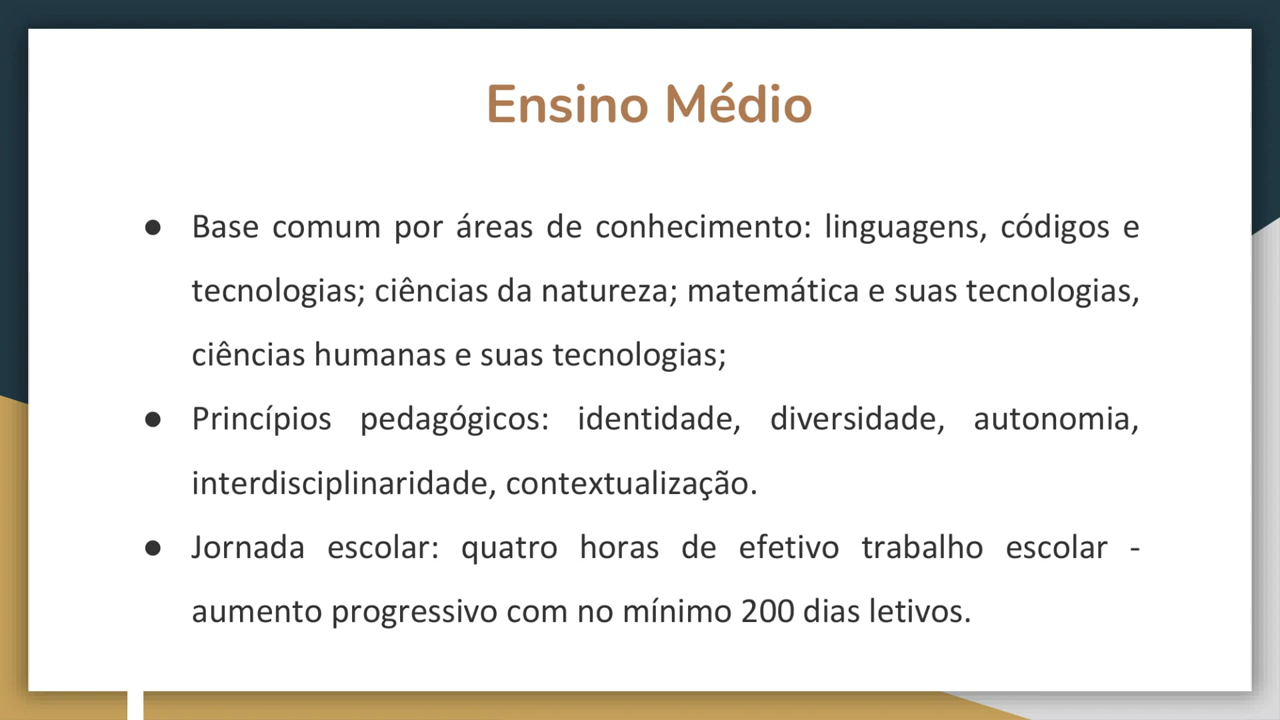 Ensino Médio
● Base comum por áreas de conhecimento: linguagens, códigos e
tecnologias; ciências da natureza; matemática e suas tecnologias,
ciências humanas e suas tecnologias;
● Princípios pedagógicos: identidade, diversidade, autonomia,
interdisciplinaridade, contextualização.
● Jornada escolar: quatro horas de efetivo trabalho escolar -
aumento progressivo com no mínimo 200 dias letivos.